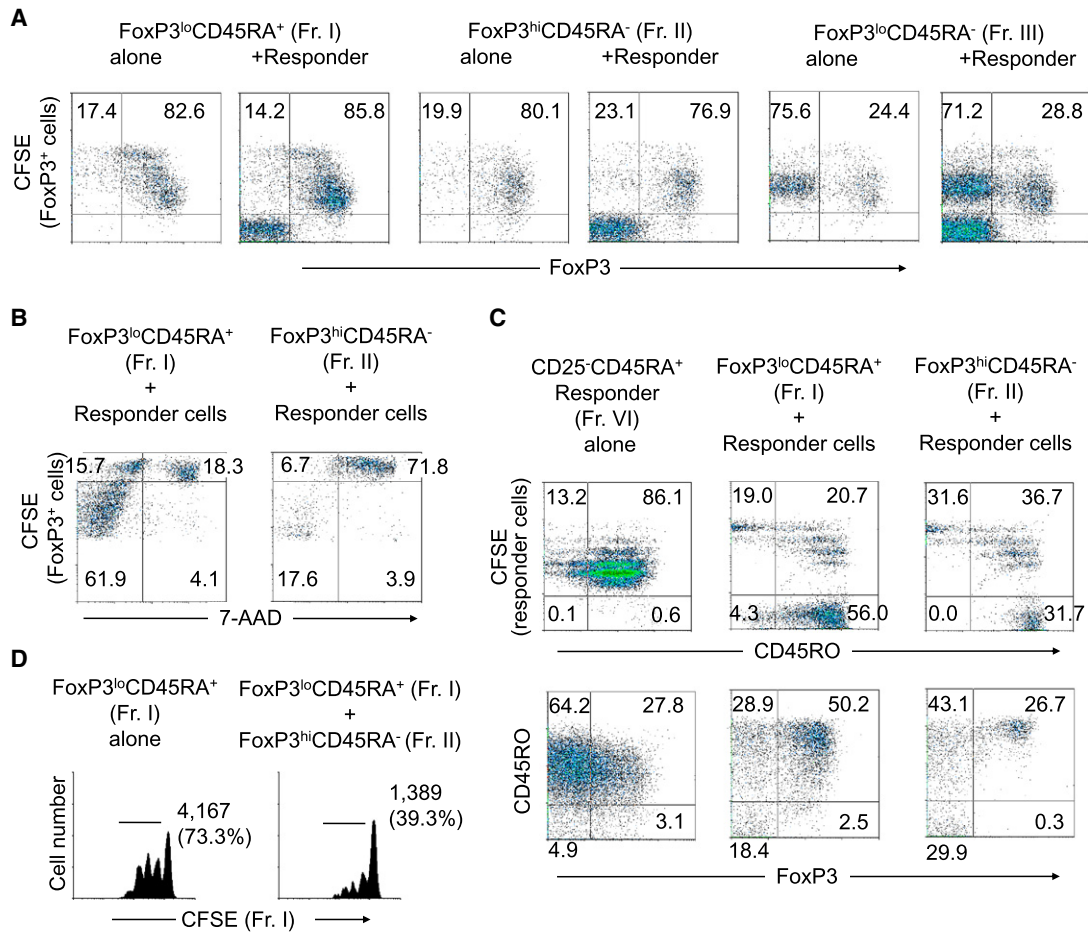 A
FoxP3loCD45RA+ (Fr. I)
alone +Responder
FoxP3hiCD45RA- (Fr. II)
alone +Responder
FoxP3loCD45RA- (Fr. III)
alone +Responder
CFSE
(FoxP3+ cells)
17.4 82.6
14.2 85.8
19.9 80.1
23.1 76.9
75.6 24.4
71.2 28.8
FoxP3
B
FoxP3loCD45RA+
(Fr. I)
+
Responder cells
FoxP3hiCD45RA-
(Fr. II)
+
Responder cells
CFSE
(FoxP3+ cells)
15.7 18.3
61.9 4.1
6.7 71.8
17.6 3.9
7-AAD
C
CD25-CD45RA+
Responder
(Fr. VI)
alone
FoxP3loCD45RA+
(Fr. I)
+
Responder cells
FoxP3hiCD45RA-
(Fr. II)
+
Responder cells
CFSE
(responder cells)
13.2 86.1
0.1 0.6
19.0 20.7
4.3 56.0
31.6 36.7
0.0 31.7
CD45RO
CD45RO
64.2 27.8
3.1
4.9
28.9 50.2
2.5
18.4
43.1 26.7
0.3
29.9
FoxP3
D
FoxP3loCD45RA+
(Fr. I)
alone
FoxP3loCD45RA+ (Fr. I)
+
FoxP3hiCD45RA- (Fr. II)
Cell number
4,167
(73.3%)
1,389
(39.3%)
CFSE (Fr. I)